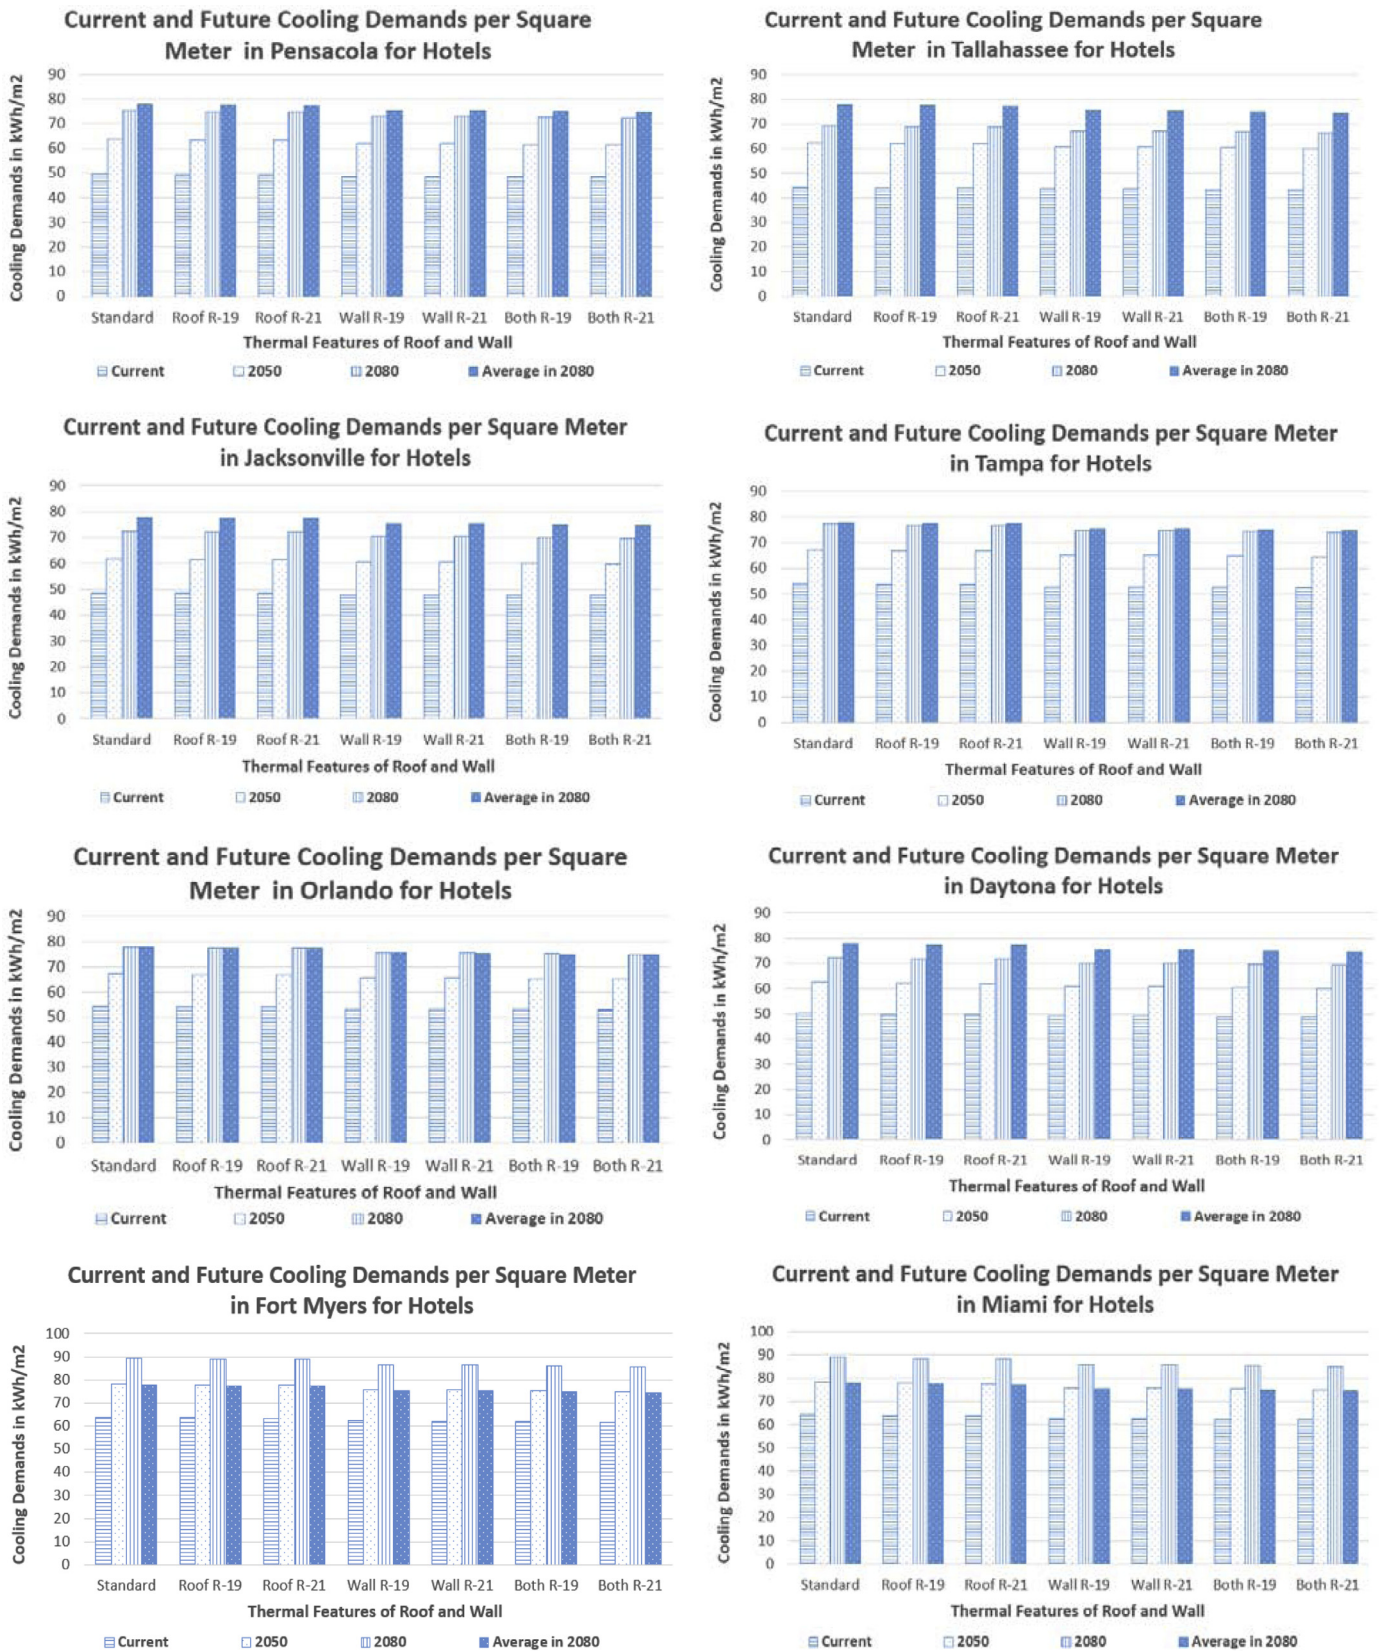 Current and Future Cooling Demands per Square
Meter in Pensacola for Hotels
Cooling Demands in kWh/m2
90
80
70
60
50
40
30
20
10
0
Standard Roof R-19 Roof R-21 Wall R-19 Wall R-21 Both R-19 Both R-21
Thermal Features of Roof and Wall
Current 2050 2080 Average in 2080
Current and Future Cooling Demands per Square
Meter in Tallahassee for Hotels
Cooling Demands in kWh/m2
90
80
70
60
50
40
30
20
10
0
Standard Roof R-19 Roof R-21 Wall R-19 Wall R-21 Both R-19 Both R-21
Thermal Features of Roof and Wall
Current 2050 2080 Average in 2080
Current and Future Cooling Demands per Square Meter
in Jacksonville for Hotels
Cooling Demands in kWh/m2
90
80
70
60
50
40
30
20
10
0
Standard Roof R-19 Roof R-21 Wall R-19 Wall R-21 Both R-19 Both R-21
Thermal Features of Roof and Wall
Current 2050 2080 Average in 2080
Current and Future Cooling Demands per Square Meter
in Tampa for Hotels
Cooling Demands in kWh/m2
90
80
70
60
50
40
30
20
10
0
Standard Roof R-19 Roof R-21 Wall R-19 Wall R-21 Both R-19 Both R-21
Thermal Features of Roof and Wall
Current 2050 2080 Average in 2080
Current and Future Cooling Demands per Square
Meter in Orlando for Hotels
Cooling Demands in kWh/m2
90
80
70
60
50
40
30
20
10
0
Standard Roof R-19 Roof R-21 Wall R-19 Wall R-21 Both R-19 Both R-21
Thermal Features of Roof and Wall
Current 2050 2080 Average in 2080
Current and Future Cooling Demands per Square Meter
in Daytona for Hotels
Cooling Demands in kWh/m2
90
80
70
60
50
40
30
20
10
0
Standard Roof R-19 Roof R-21 Wall R-19 Wall R-21 Both R-19 Both R-21
Thermal Features of Roof and Wall
Current 2050 2080 Average in 2080
Current and Future Cooling Demands per Square Meter
in Fort Myers for Hotels
Cooling Demands in kWh/m2
100
90
80
70
60
50
40
30
20
10
0
Standard Roof R-19 Roof R-21 Wall R-19 Wall R-21 Both R-19 Both R-21
Thermal Features of Roof and Wall
Current 2050 2080 Average in 2080
Current and Future Cooling Demands per Square Meter
in Miami for Hotels
Cooling Demands in kWh/m2
100
90
80
70
60
50
40
30
20
10
0
Standard Roof R-19 Roof R-21 Wall R-19 Wall R-21 Both R-19 Both R-21
Thermal Features of Roof and Wall
Current 2050 2080 Average in 2080